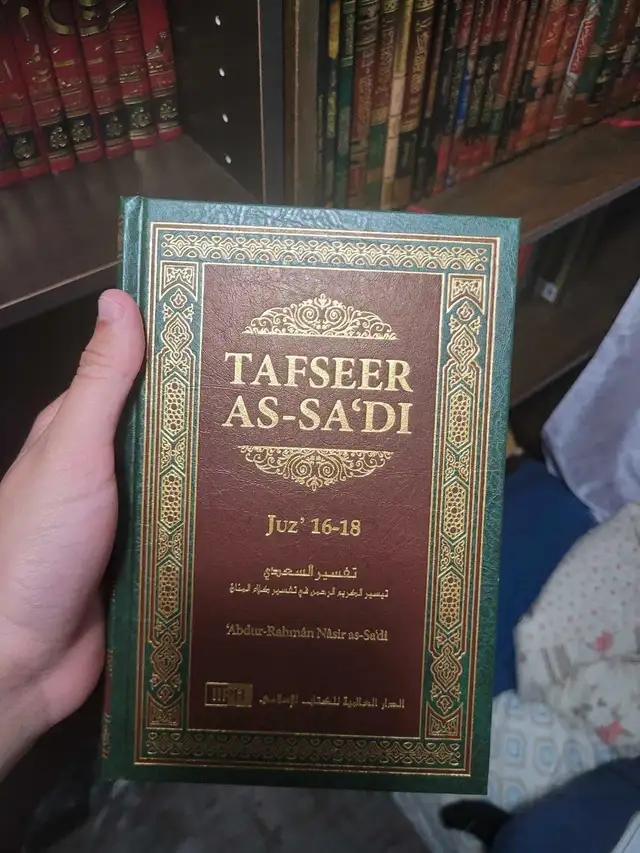 TAFSEER
AS-SA‘DI
Juz’ 16-18
تفسير السعدي
تيسير الكريم الرحمن في تفسير كلام المنان
‘Abdur-Rahmân Nâsir as-Sa‘di
IIPH
الدار العالمية للكتاب الإسلامي